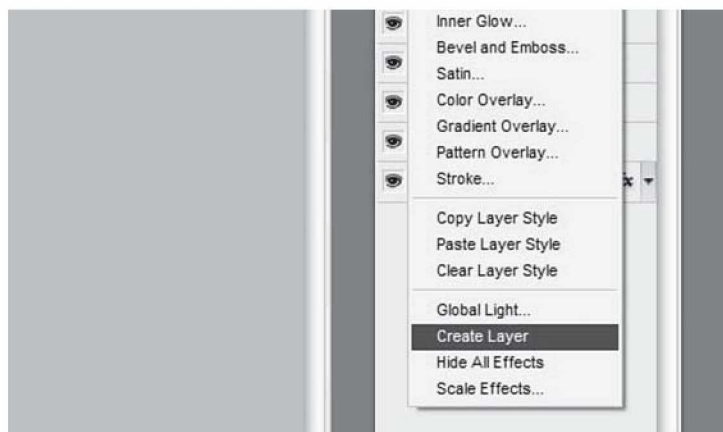 Inner Glow...
Bevel and Emboss...
Satin...
Color Overlay...
Gradient Overlay...
Pattern Overlay...
Stroke...
fx
Copy Layer Style
Paste Layer Style
Clear Layer Style
Global Light...
Create Layer
Hide All Effects
Scale Effects...